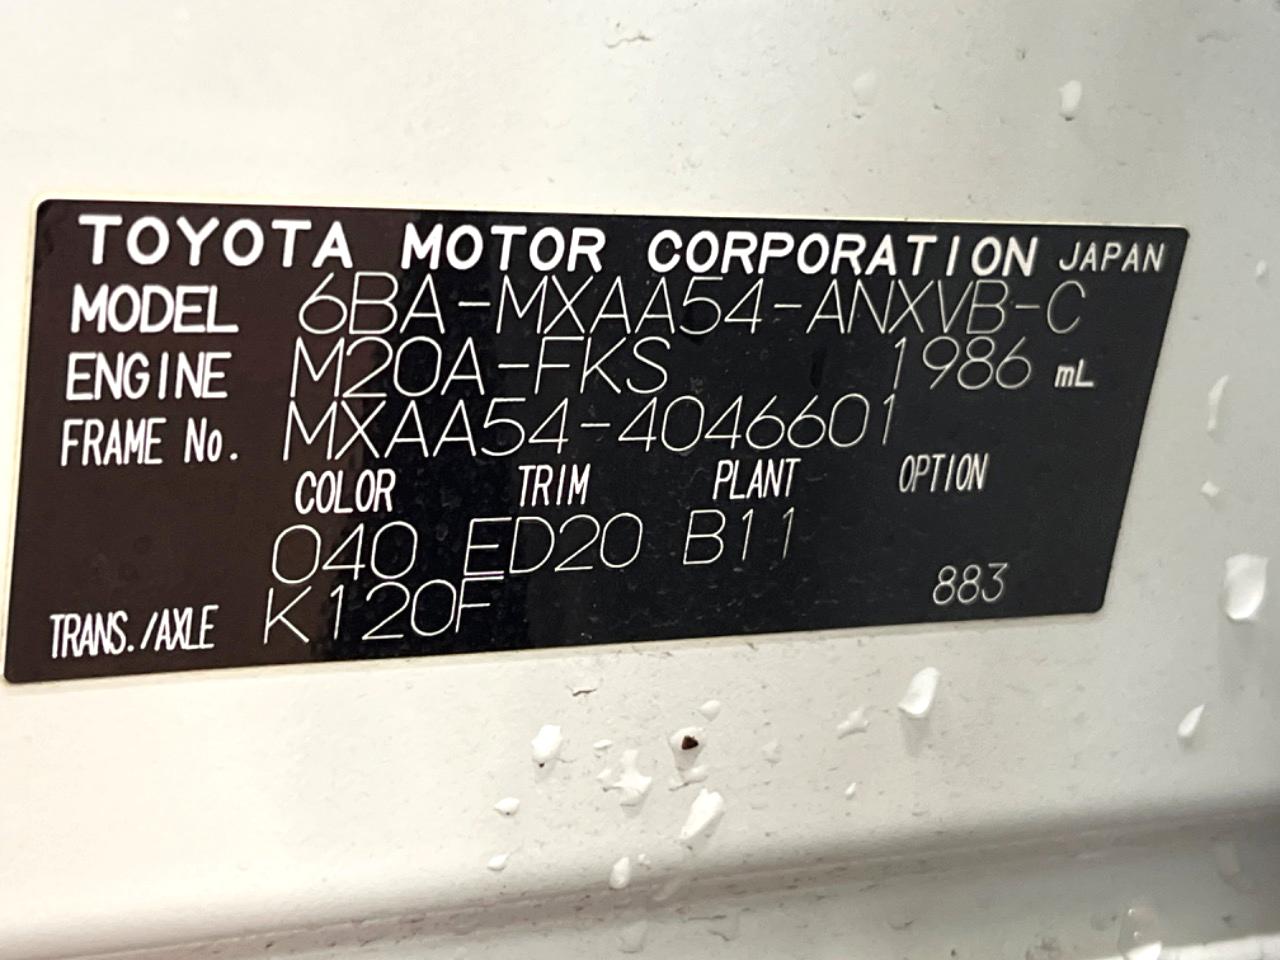 TOYOTA MOTOR CORPORATION JAPAN
MODEL 6BA-MXAA54-ANXVB-C
ENGINE M20A-FKS 1986 mL
FRAME No. MXAA54-4046601
COLOR TRIM PLANT OPTION
040 ED20 B11
TRANS./AXLE K120F 883